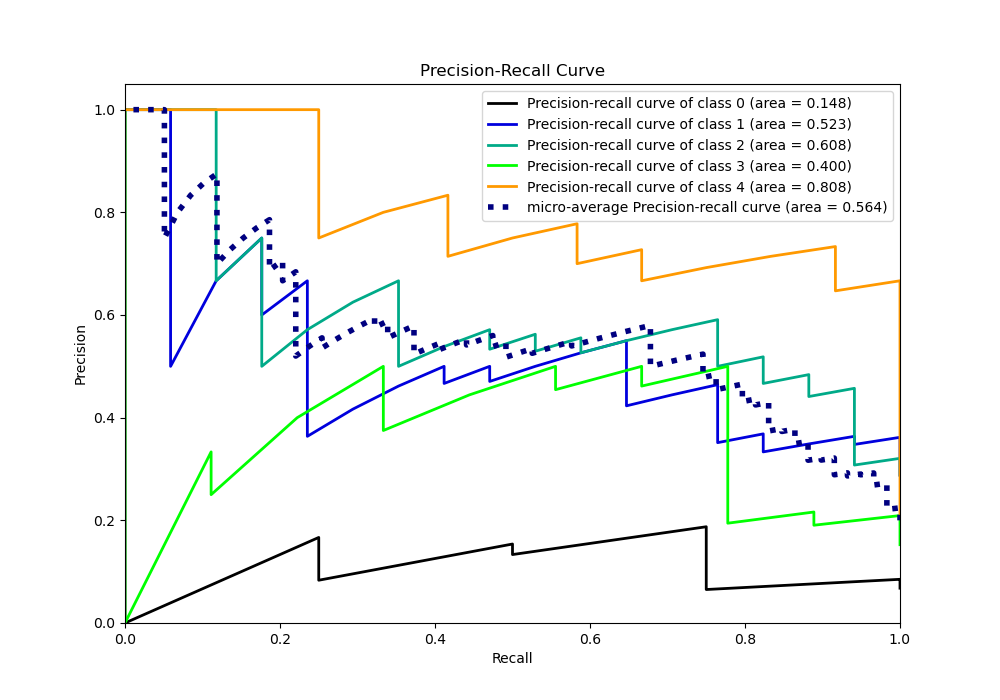 Precision-Recall Curve
Precision-recall curve of class 0 (area = 0.148)
Precision-recall curve of class 1 (area = 0.523)
Precision-recall curve of class 2 (area = 0.608)
Precision-recall curve of class 3 (area = 0.400)
Precision-recall curve of class 4 (area = 0.808)
micro-average Precision-recall curve (area = 0.564)
Precision
1.0
0.8
0.6
0.4
0.2
0.0
0.0 0.2 0.4 0.6 0.8 1.0
Recall